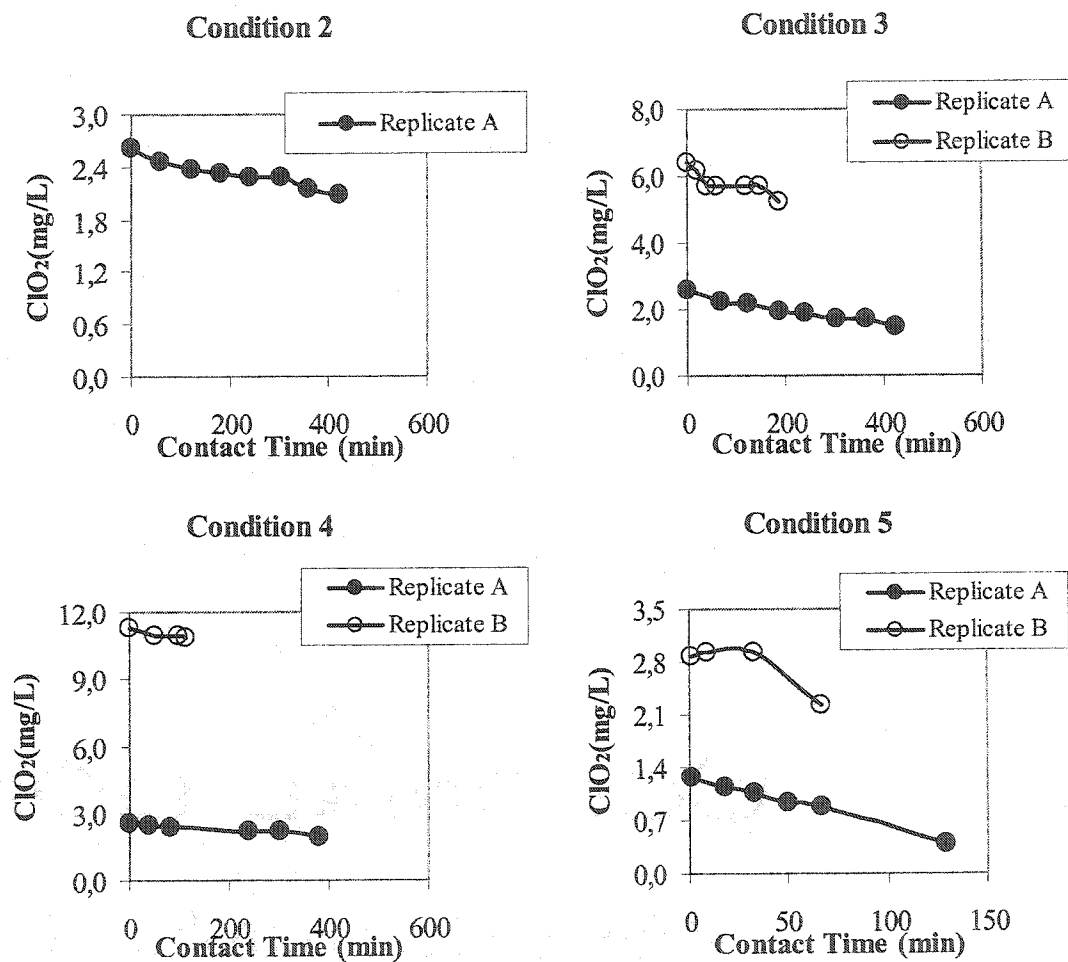 Condition 2
Replicate A
ClO₂(mg/L)
3,0
2,4
1,8
1,2
0,6
0,0
0 200 400 600
Contact Time (min)
Condition 3
Replicate A
Replicate B
ClO₂(mg/L)
8,0
6,0
4,0
2,0
0,0
0 200 400 600
Contact Time (min)
Condition 4
Replicate A
Replicate B
ClO₂(mg/L)
12,0
9,0
6,0
3,0
0,0
0 200 400 600
Contact Time (min)
Condition 5
Replicate A
Replicate B
ClO₂(mg/L)
3,5
2,8
2,1
1,4
0,7
0,0
0 50 100 150
Contact Time (min)